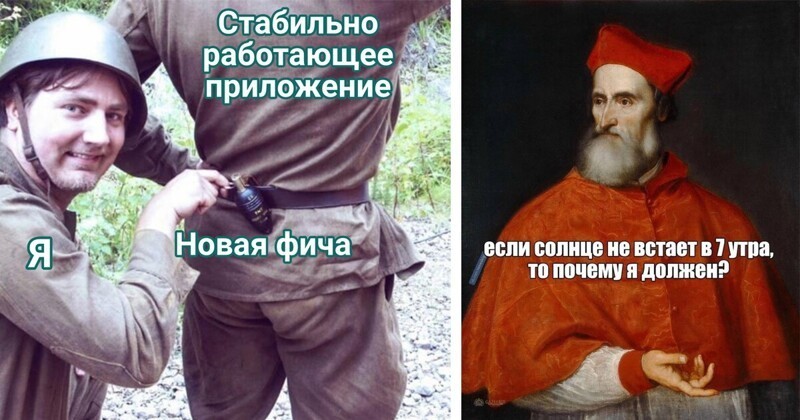 Стабильно
работающее
приложение
Я
Новая фича
если солнце не встает в 7 утра,
то почему я должен?